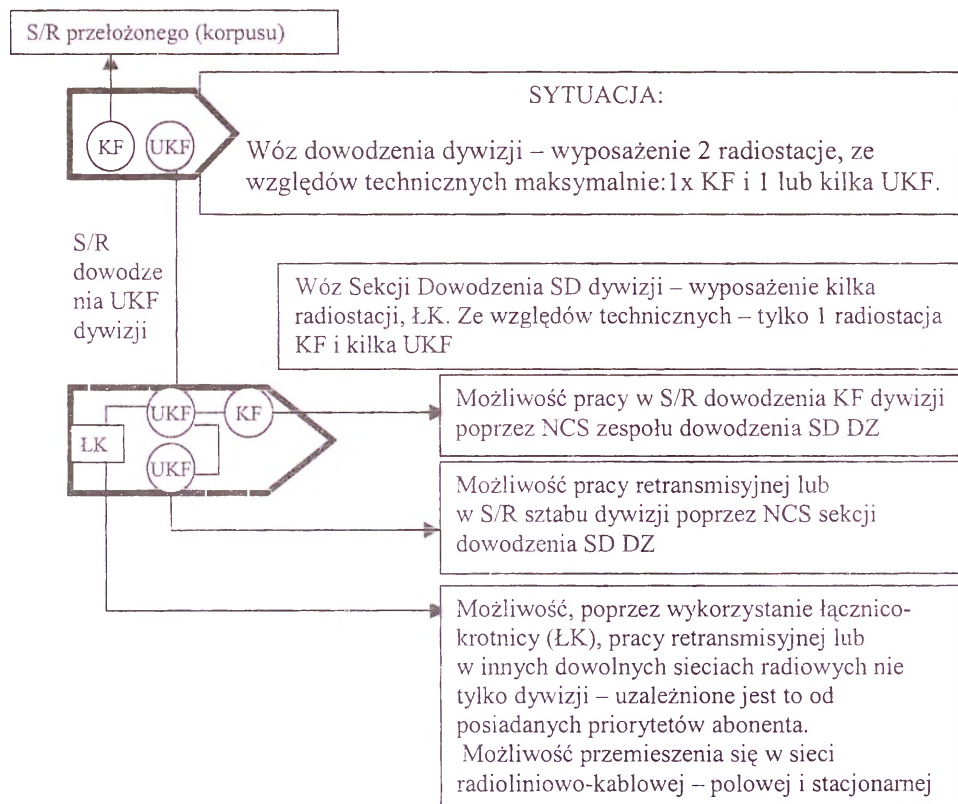 S/R przełożonego (korpusu)
KF
UKF
SYTUACJA:
Wóz dowodzenia dywizji – wyposażenie 2 radiostacje, ze
względów technicznych maksymalnie:1x KF i 1 lub kilka UKF.
S/R
dowodze
nia UKF
dywizji
Wóz Sekcji Dowodzenia SD dywizji – wyposażenie kilka
radiostacji, ŁK. Ze względów technicznych – tylko 1 radiostacja
KF i kilka UKF
UKF
KF
ŁK
UKF
Możliwość pracy w S/R dowodzenia KF dywizji
poprzez NCS zespołu dowodzenia SD DZ
Możliwość pracy retransmisyjnej lub
w S/R sztabu dywizji poprzez NCS sekcji
dowodzenia SD DZ
Możliwość, poprzez wykorzystanie łącznico-
krotnicy (ŁK), pracy retransmisyjnej lub
w innych dowolnych sieciach radiowych nie
tylko dywizji – uzależnione jest to od
posiadanych priorytetów abonenta.
Możliwość przemieszenia się w sieci
radioliniowo-kablowej – polowej i stacjonarnej